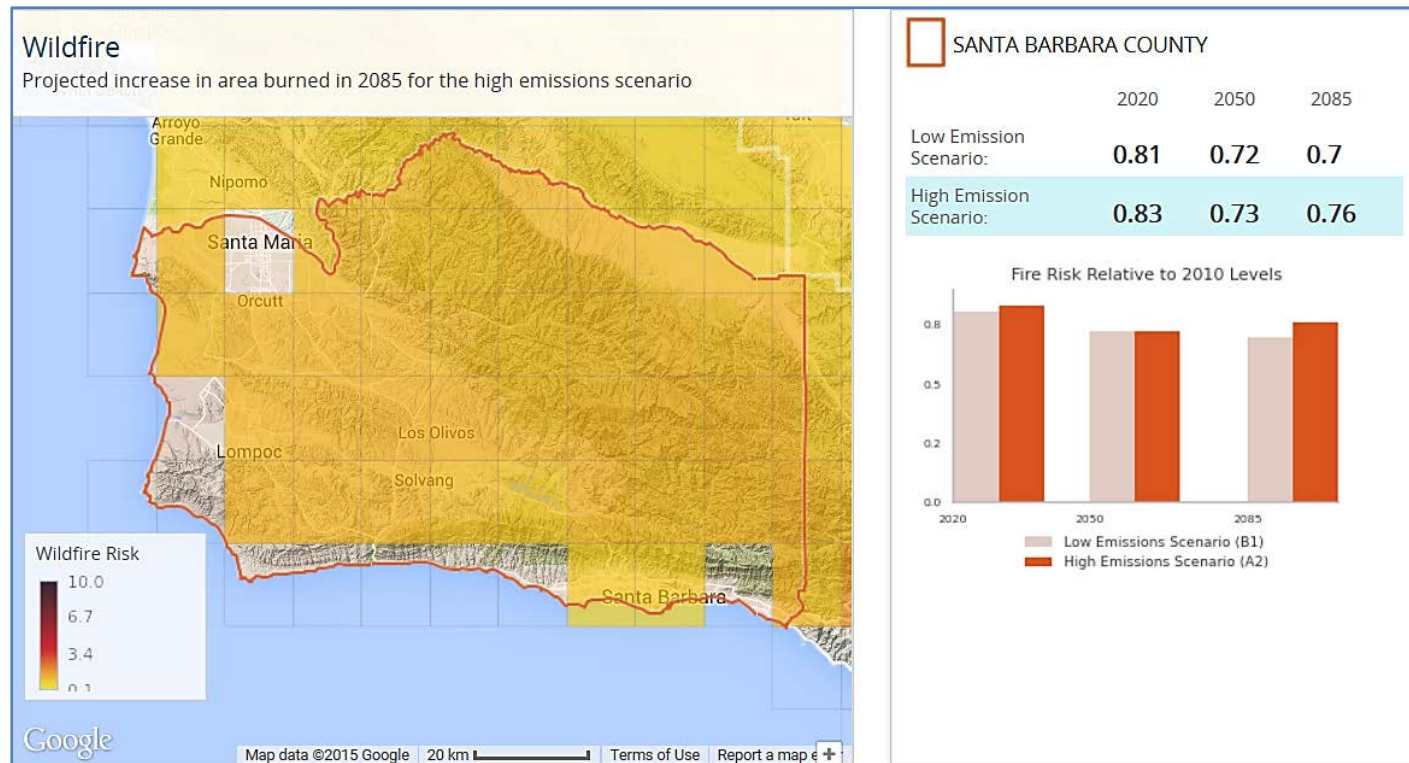 Wildfire
Projected increase in area burned in 2085 for the high emissions scenario
Arroyo
Grande
Nipomo
Santa Maria
Orcutt
Lompoc
Los Olivos
Solvang
Santa Barbara
Wildfire Risk
10.0
6.7
3.4
0.1
Google
Map data ©2015 Google
20 km
Terms of Use
Report a map
+
SANTA BARBARA COUNTY
2020 2050 2085
Low Emission
Scenario: 0.81 0.72 0.7
High Emission
Scenario: 0.83 0.73 0.76
Fire Risk Relative to 2010 Levels
0.8
0.5
0.2
0.0
2020 2050 2085
Low Emissions Scenario (B1)
High Emissions Scenario (A2)